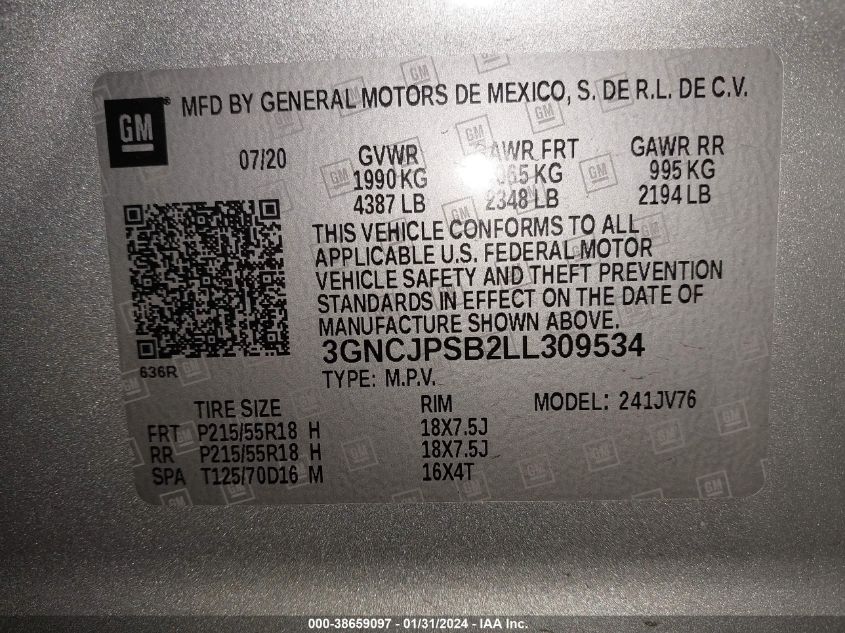 GM ® MFD BY GENERAL MOTORS DE MEXICO, S. DE R.L. DE C.V.
07/20 GVWR GAWR FRT GAWR RR
1990 KG 065 KG 995 KG
4387 LB 2348 LB 2194 LB
THIS VEHICLE CONFORMS TO ALL
APPLICABLE U.S. FEDERAL MOTOR
VEHICLE SAFETY AND THEFT PREVENTION
STANDARDS IN EFFECT ON THE DATE OF
MANUFACTURE SHOWN ABOVE.
3GNCJPSB2LL309534
636R TYPE: M.P.V.
TIRE SIZE RIM MODEL: 241JV76
FRT P215/55R18 H 18X7.5J
RR P215/55R18 H 18X7.5J
SPA T125/70D16 M 16X4T
000-38659097 - 01/31/2024 - IAA Inc.